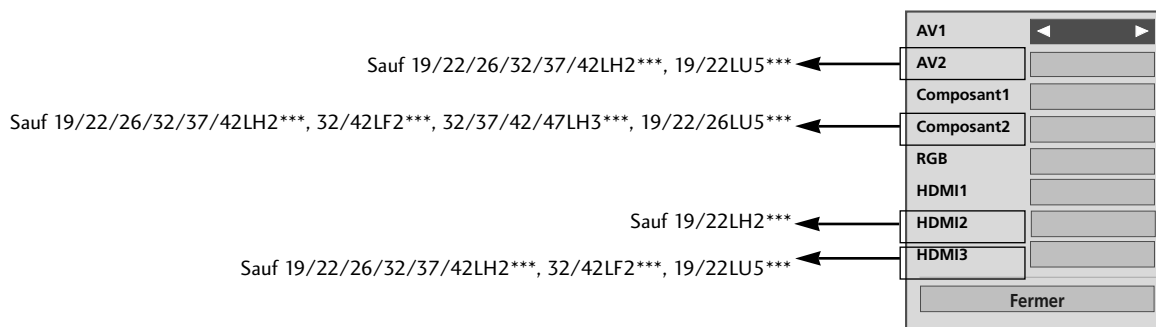 AV1
Sauf 19/22/26/32/37/42LH2***, 19/22LU5***
AV2
Composant1
Sauf 19/22/26/32/37/42LH2***, 32/42LF2***, 32/37/42/47LH3***, 19/22/26LU5***
Composant2
RGB
HDMI1
Sauf 19/22LH2***
HDMI2
Sauf 19/22/26/32/37/42LH2***, 32/42LF2***, 19/22LU5***
HDMI3
Fermer